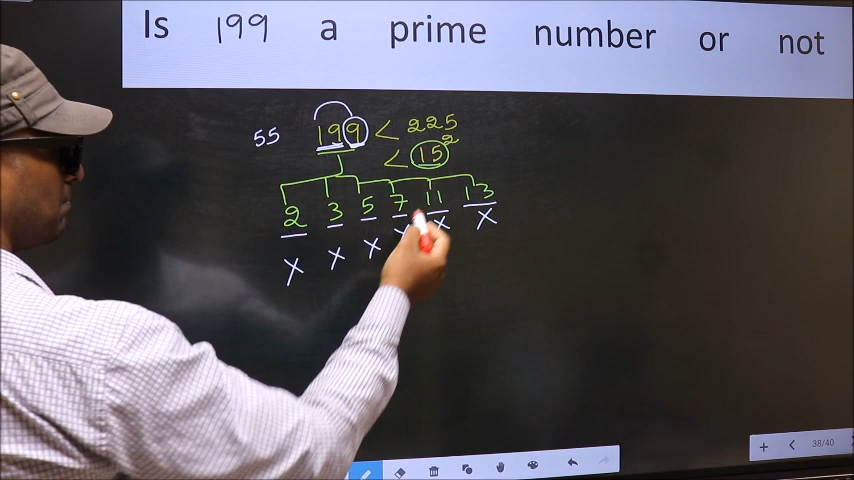 Is 199 a prime number or not
55 199 < 225
< 15²
2 3 5 7 11 13
X X X X X X
38/40